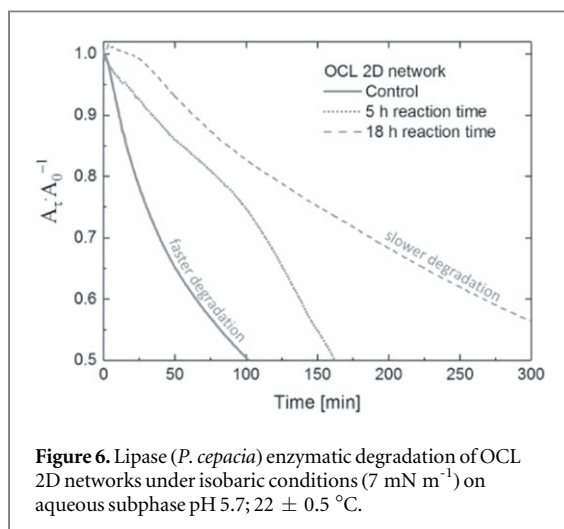 1.0
0.9
0.8
0.7
0.6
0.5
Aτ·A0⁻¹
OCL 2D network
Control
5 h reaction time
18 h reaction time
faster degradation
slower degradation
0 50 100 150 200 250 300
Time [min]
Figure 6. Lipase (P. cepacia) enzymatic degradation of OCL
2D networks under isobaric conditions (7 mN m⁻¹) on
aqueous subphase pH 5.7; 22 ± 0.5 °C.